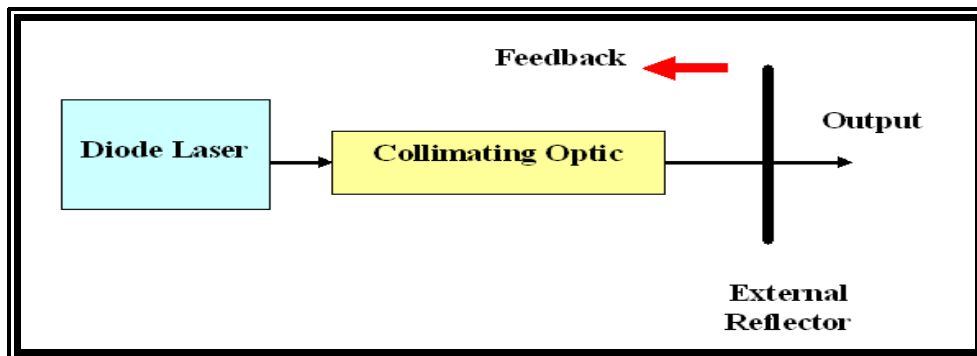 Feedback
Diode Laser
Collimating Optic
Output
External
Reflector